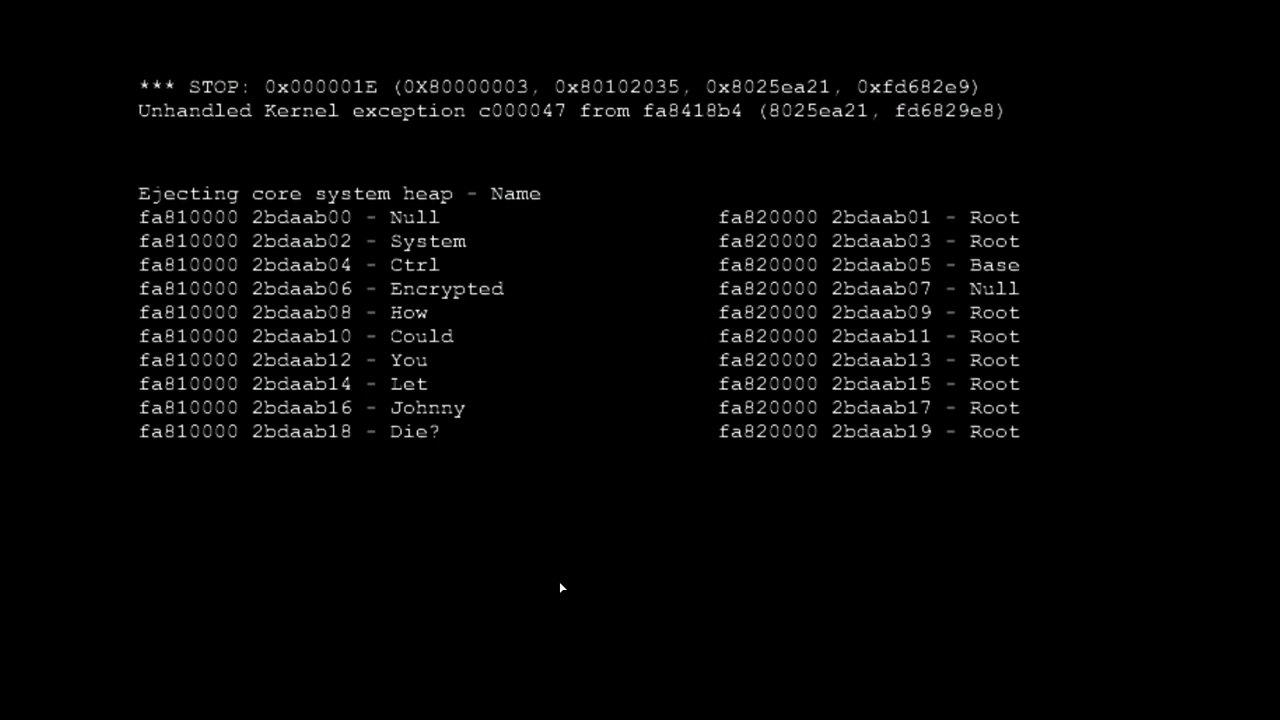 *** STOP: 0x000001E (0X80000003, 0x80102035, 0x8025ea21, 0xfd682e9)
Unhandled Kernel exception c000047 from fa8418b4 (8025ea21, fd6829e8)
Ejecting core system heap - Name
fa810000 2bdaab00 - Null fa820000 2bdaab01 - Root
fa810000 2bdaab02 - System fa820000 2bdaab03 - Root
fa810000 2bdaab04 - Ctrl fa820000 2bdaab05 - Base
fa810000 2bdaab06 - Encrypted fa820000 2bdaab07 - Null
fa810000 2bdaab08 - How fa820000 2bdaab09 - Root
fa810000 2bdaab10 - Could fa820000 2bdaab11 - Root
fa810000 2bdaab12 - You fa820000 2bdaab13 - Root
fa810000 2bdaab14 - Let fa820000 2bdaab15 - Root
fa810000 2bdaab16 - Johnny fa820000 2bdaab17 - Root
fa810000 2bdaab18 - Die? fa820000 2bdaab19 - Root